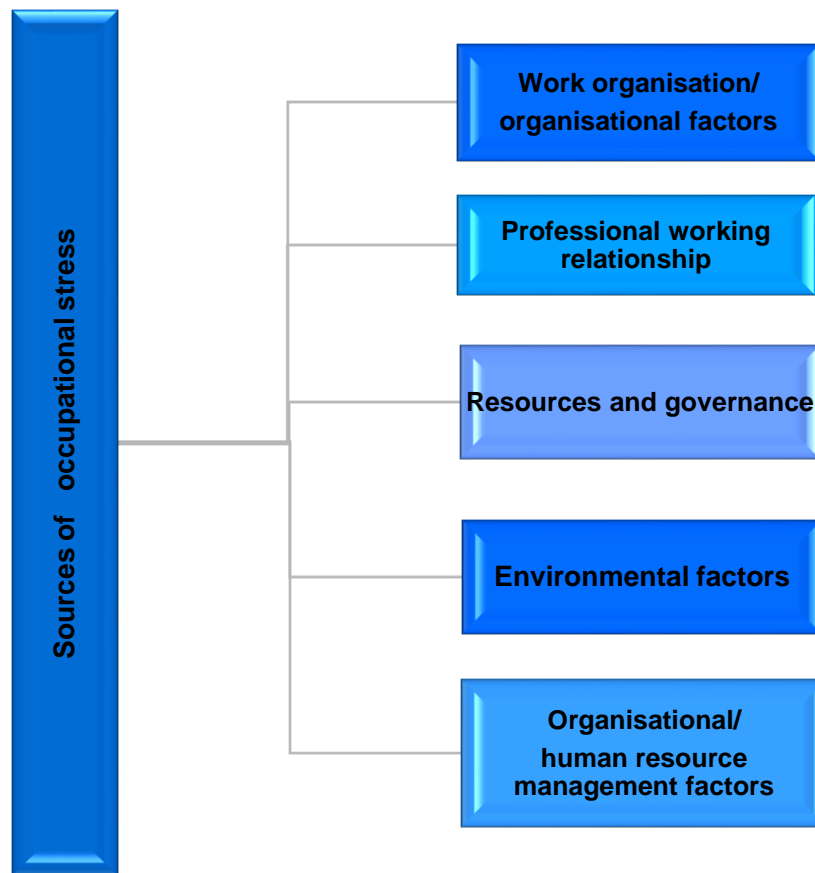 Sources of occupational stress
Work organisation/
organisational factors
Professional working
relationship
Resources and governance
Environmental factors
Organisational/
human resource
management factors